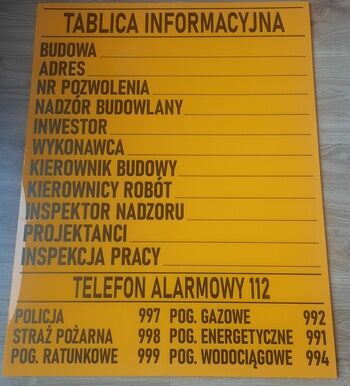 TABLICA INFORMACYJNA
BUDOWA
ADRES
NR POZWOLENIA
NADZÓR BUDOWLANY
INWESTOR
WYKONAWCA
KIEROWNIK BUDOWY
KIEROWNICY ROBÓT
INSPEKTOR NADZORU
PROJEKTANCI
INSPEKCJA PRACY
TELEFON ALARMOWY 112
POLICJA 997 POG. GAZOWE 992
STRAŻ POŻARNA 998 POG. ENERGETYCZNE 991
POG. RATUNKOWE 999 POG. WODOCIĄGOWE 994